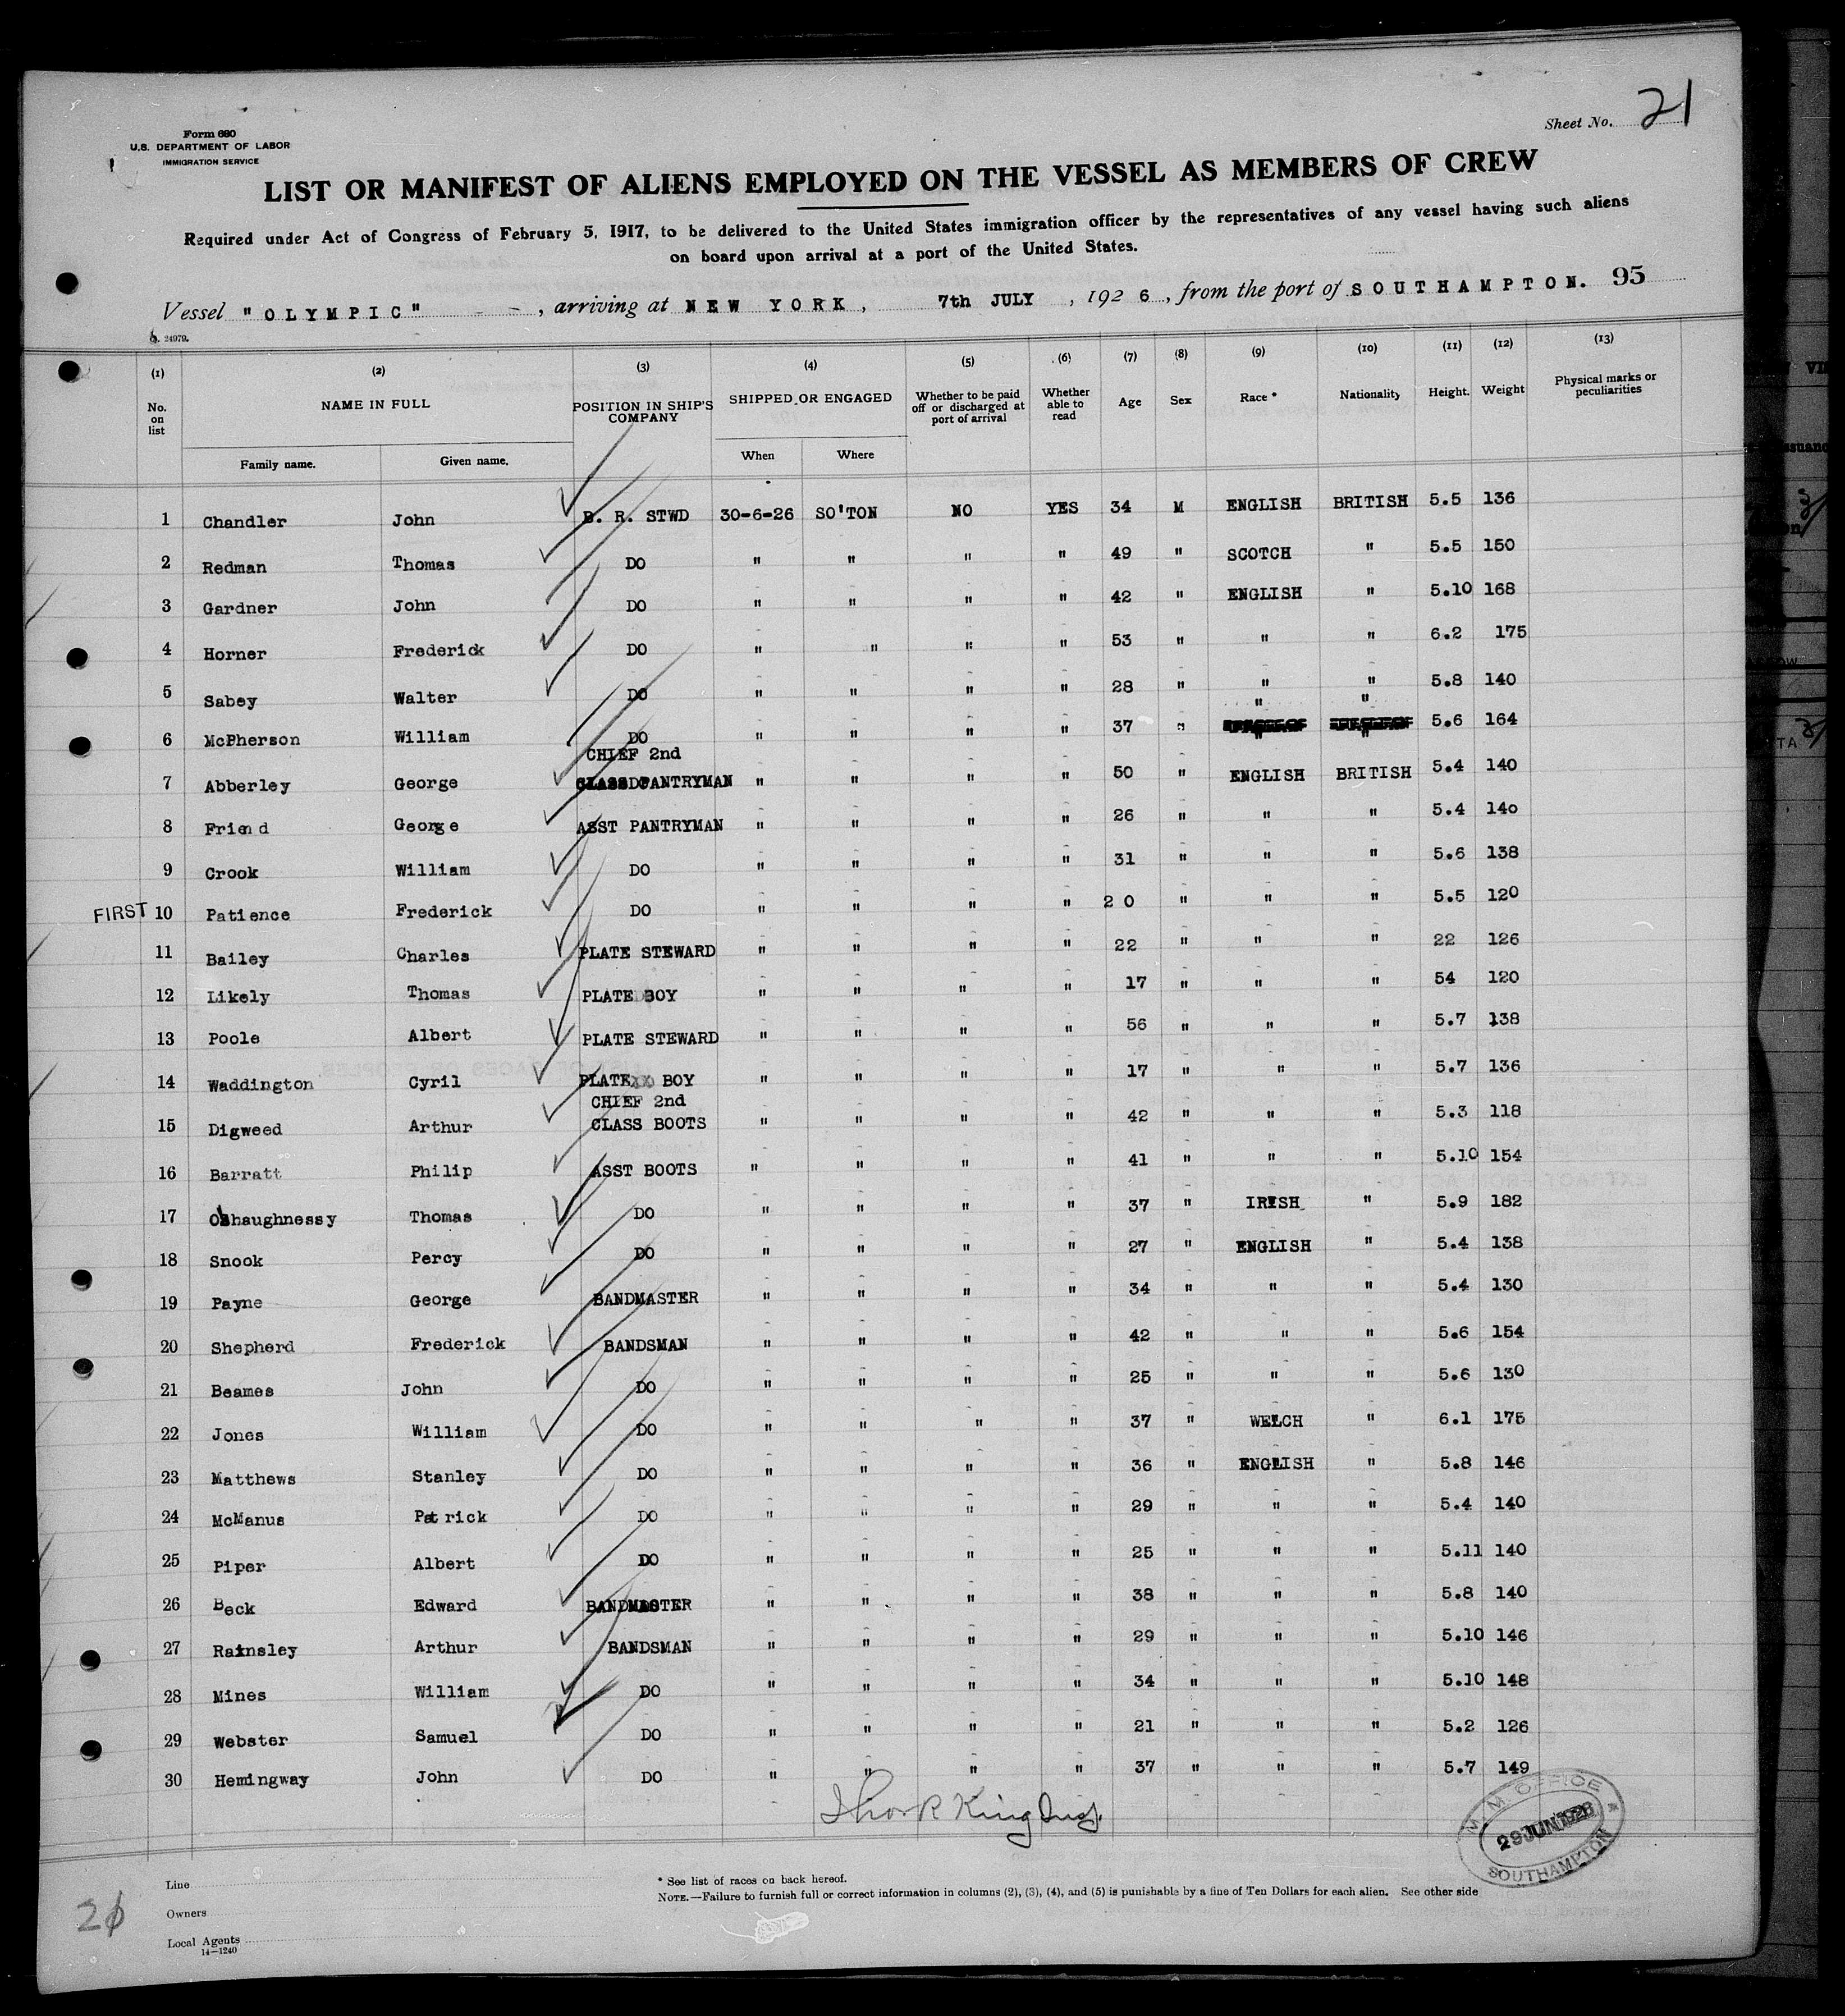 Sheet No. 21
Form 680
U.S. DEPARTMENT OF LABOR
IMMIGRATION SERVICE
LIST OR MANIFEST OF ALIENS EMPLOYED ON THE VESSEL AS MEMBERS OF CREW
Required under Act of Congress of February 5, 1917, to be delivered to the United States immigration officer by the representatives of any vessel having such aliens
on board upon arrival at a port of the United States.
Vessel "OLYMPIC" - -, arriving at NEW YORK, 7th JULY, 1926, from the port of SOUTHAMPTON. 95
24979.
(1) (2) (3) (4) (5) (6) (7) (8) (9) (10) (11) (12) (13)
No. on list NAME IN FULL POSITION IN SHIP'S COMPANY SHIPPED OR ENGAGED Whether to be paid off or discharged at port of arrival Whether able to read Age Sex Race * Nationality Height. Weight Physical marks or peculiarities
Family name. Given name. When Where
1 Chandler John B. R. STWD 30-6-26 SO'TON NO YES 34 M ENGLISH BRITISH 5.5 136
2 Redman Thomas DO " " " " 49 " SCOTCH " 5.5 150
3 Gardner John DO " " " " 42 " ENGLISH " 5.10 168
4 Horner Frederick DO " " " " 53 " " " 6.2 175
5 Sabey Walter DO " " " " 28 " " " 5.8 140
6 McPherson William DO " " " " 37 " " " 5.6 164
7 Abberley George CHIEF 2nd CLASS PANTRYMAN " " " " 50 " ENGLISH BRITISH 5.4 140
8 Friend George ASST PANTRYMAN " " " " 26 " " " 5.4 140
9 Crook William DO " " " " 31 " " " 5.6 138
FIRST 10 Patience Frederick DO " " " " 20 " " " 5.5 120
11 Bailey Charles PLATE STEWARD " " " " 22 " " " 22 126
12 Likely Thomas PLATE BOY " " " " 17 " " " 54 120
13 Poole Albert PLATE STEWARD " " " " 56 " " " 5.7 138
14 Waddington Cyril PLATE BOY " " " " 17 " " " 5.7 136
15 Digweed Arthur CHIEF 2nd CLASS BOOTS " " " " 42 " " " 5.3 118
16 Barratt Philip ASST BOOTS " " " " 41 " " " 5.10 154
17 O'Shaughnessy Thomas DO " " " " 37 " IRISH " 5.9 182
18 Snook Percy DO " " " " 27 " ENGLISH " 5.4 138
19 Payne George BANDMASTER " " " " 34 " " " 5.4 130
20 Shepherd Frederick BANDSMAN " " " " 42 " " " 5.6 154
21 Beames John DO " " " " 25 " " " 5.6 130
22 Jones William DO " " " " 37 " WELCH " 6.1 175
23 Matthews Stanley DO " " " " 36 " ENGLISH " 5.8 146
24 McManus Patrick DO " " " " 29 " " " 5.4 140
25 Piper Albert DO " " " " 25 " " " 5.11 140
26 Beck Edward BANDMASTER " " " " 38 " " " 5.8 140
27 Rainsley Arthur BANDSMAN " " " " 29 " " " 5.10 146
28 Mines William DO " " " " 34 " " " 5.10 148
29 Webster Samuel DO " " " " 21 " " " 5.2 126
30 Hemingway John DO " " " " 37 " " " 5.7 149
King
M. M. OFFICE
29 JUN 1926
SOUTHAMPTON
Line
Owners
Local Agents
14-1240
* See list of races on back hereof.
NOTE.—Failure to furnish full or correct information in columns (2), (3), (4), and (5) is punishable by a fine of Ten Dollars for each alien. See other side
20